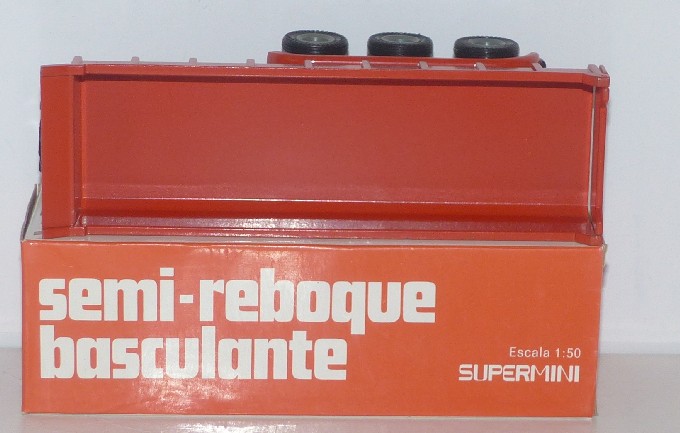 semi-reboque
basculante
Escala 1:50
SUPERMINI